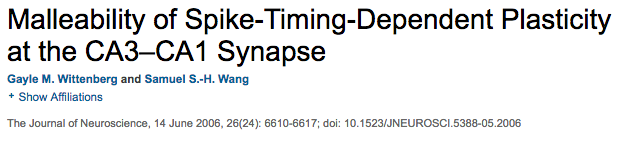 Malleability of Spike-Timing-Dependent Plasticity
at the CA3–CA1 Synapse
Gayle M. Wittenberg and Samuel S.-H. Wang
+ Show Affiliations
The Journal of Neuroscience, 14 June 2006, 26(24): 6610-6617; doi: 10.1523/JNEUROSCI.5388-05.2006